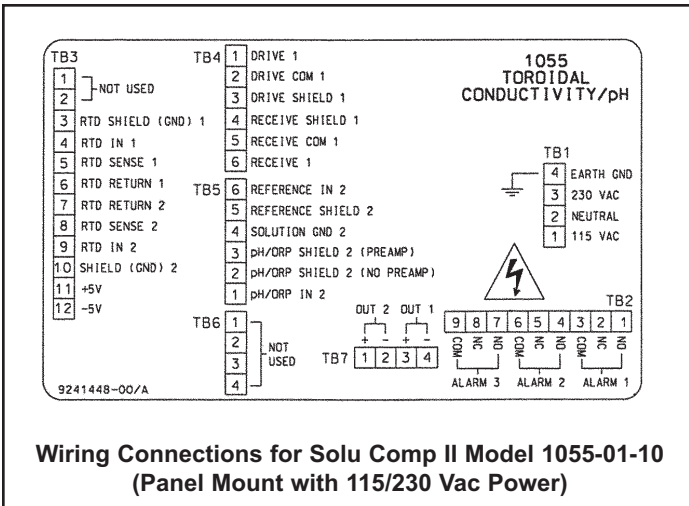 TB3
1
2
NOT USED
3 RTD SHIELD (GND) 1
4 RTD IN 1
5 RTD SENSE 1
6 RTD RETURN 1
7 RTD RETURN 2
8 RTD SENSE 2
9 RTD IN 2
10 SHIELD (GND) 2
11 +5V
12 -5V
9241448-00/A
TB4
1 DRIVE 1
2 DRIVE COM 1
3 DRIVE SHIELD 1
4 RECEIVE SHIELD 1
5 RECEIVE COM 1
6 RECEIVE 1
TB5
6 REFERENCE IN 2
5 REFERENCE SHIELD 2
4 SOLUTION GND 2
3 pH/ORP SHIELD 2 (PREAMP)
2 pH/ORP SHIELD 2 (NO PREAMP)
1 pH/ORP IN 2
TB6
1
2
3
4
NOT
USED
1055
TOROIDAL
CONDUCTIVITY/pH
TB1
4 EARTH GND
3 230 VAC
2 NEUTRAL
1 115 VAC
OUT 2 OUT 1
+ - + -
TB7 1 2 3 4
TB2
9 8 7 6 5 4 3 2 1
COM NC NO COM NC NO COM NC NO
ALARM 3 ALARM 2 ALARM 1
Wiring Connections for Solu Comp II Model 1055-01-10
(Panel Mount with 115/230 Vac Power)